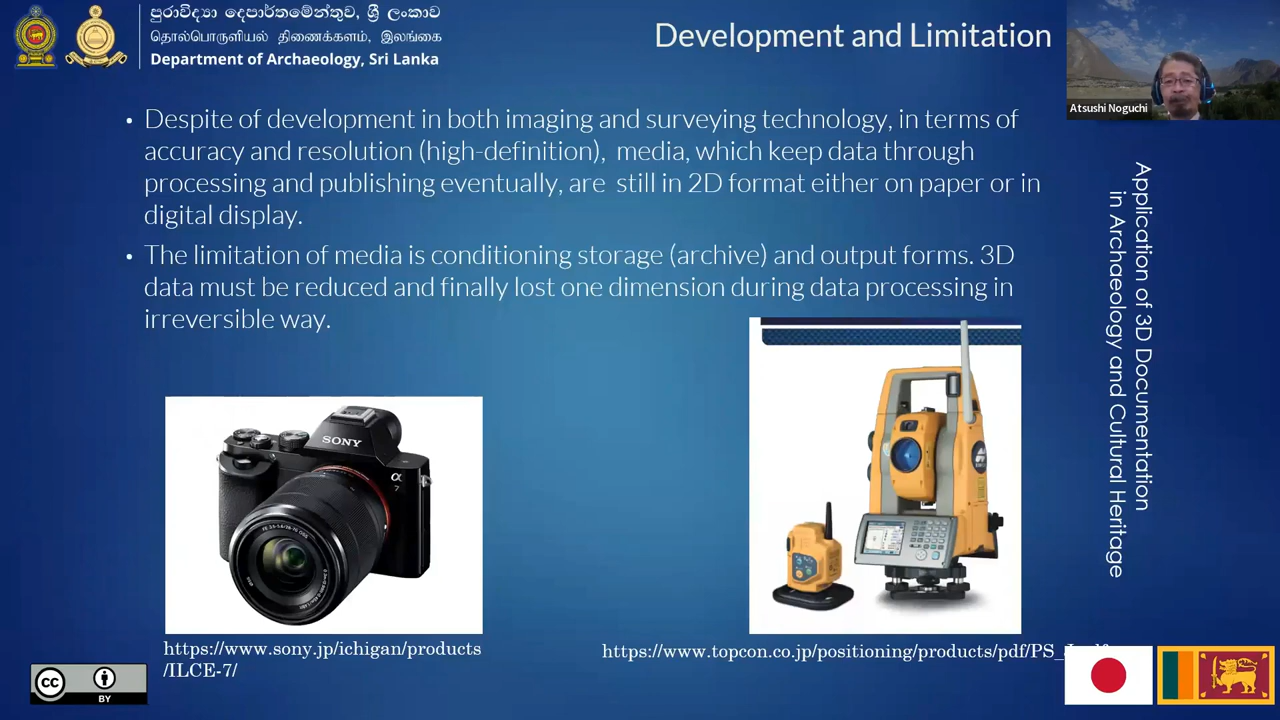 පුරාවිද්‍යා දෙපාර්තමේන්තුව, ශ්‍රී ලංකාව
தொல்பொருளியல் திணைக்களம், இலங்கை
Department of Archaeology, Sri Lanka
Development and Limitation
Atsushi Noguchi
• Despite of development in both imaging and surveying technology, in terms of
accuracy and resolution (high-definition), media, which keep data through
processing and publishing eventually, are still in 2D format either on paper or in
digital display.
• The limitation of media is conditioning storage (archive) and output forms. 3D
data must be reduced and finally lost one dimension during data processing in
irreversible way.
Application of 3D Documentation
in Archaeology and Cultural Heritage
SONY
α
7
https://www.sony.jp/ichigan/products
/ILCE-7/
https://www.topcon.co.jp/positioning/products/pdf/PS_
cc
BY